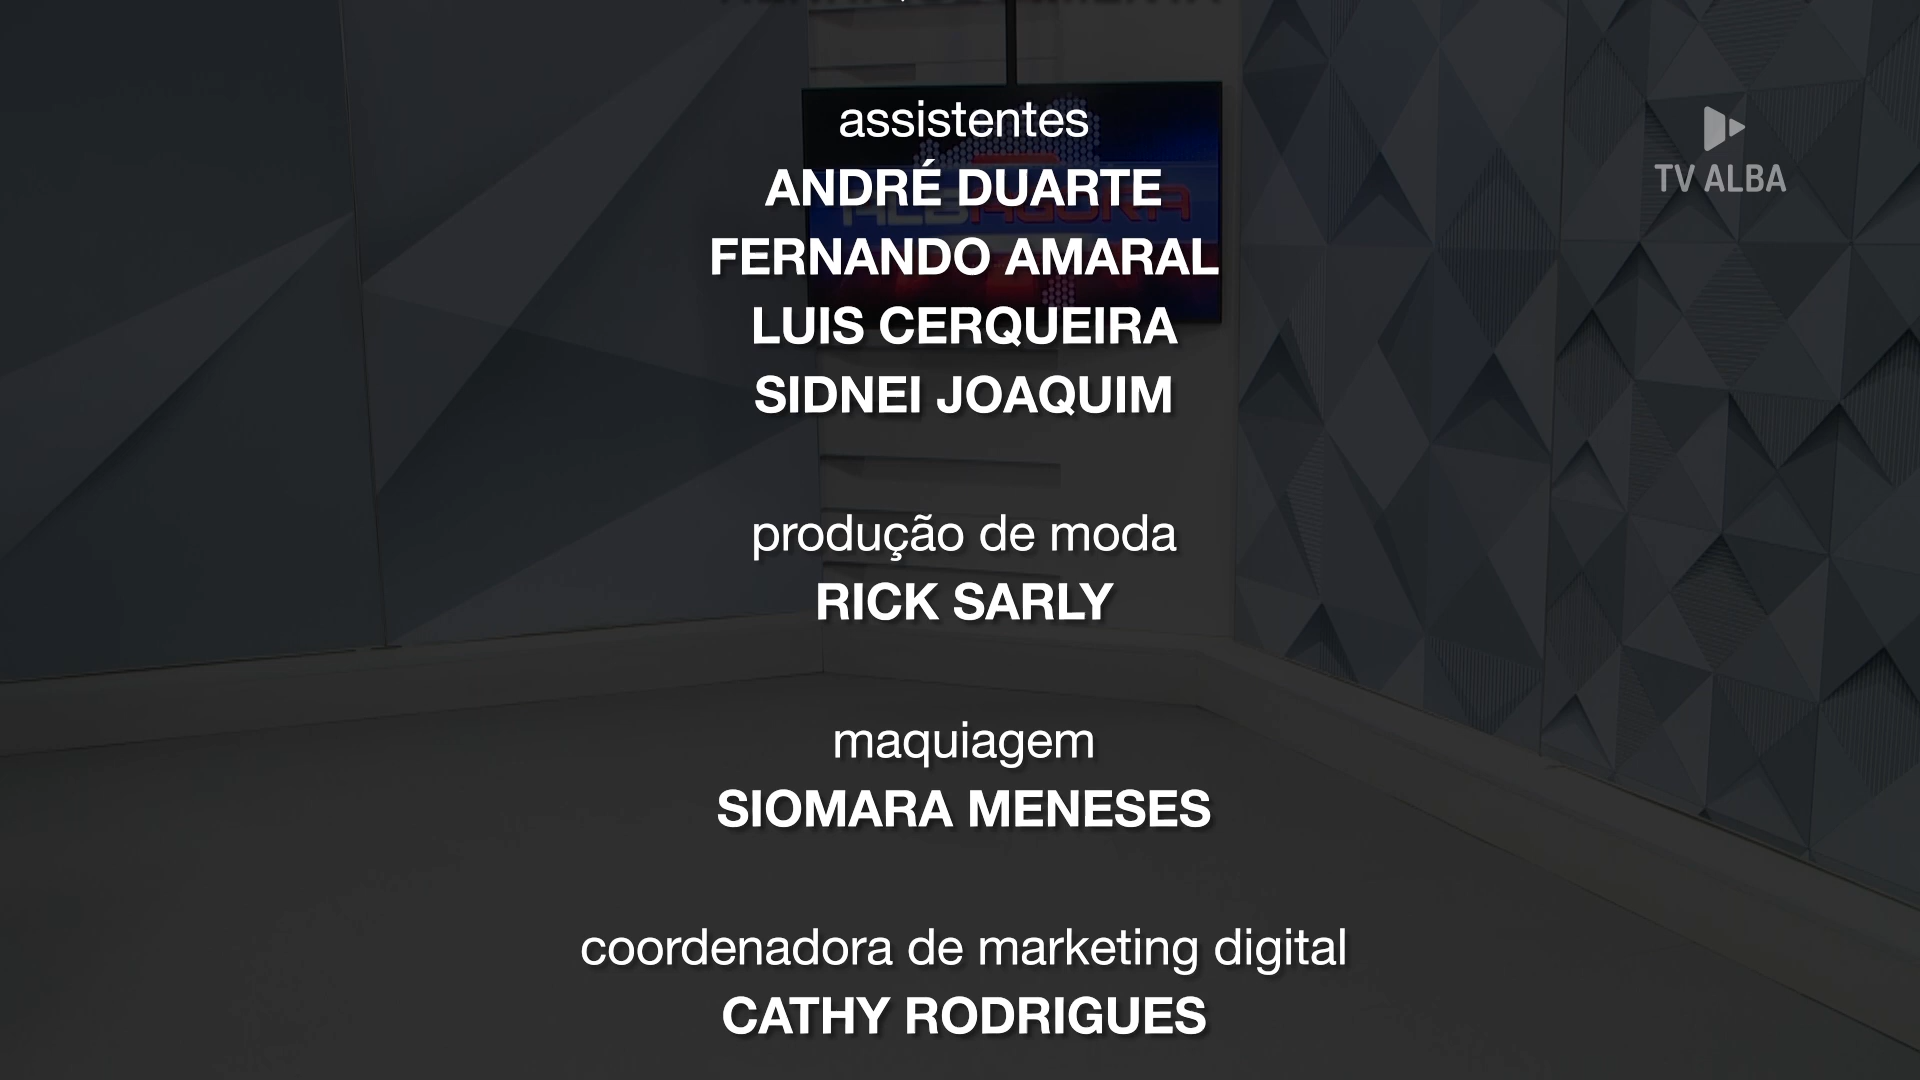 assistentes
ANDRÉ DUARTE
FERNANDO AMARAL
LUIS CERQUEIRA
SIDNEI JOAQUIM
produção de moda
RICK SARLY
maquiagem
SIOMARA MENESES
coordenadora de marketing digital
CATHY RODRIGUES
TV ALBA